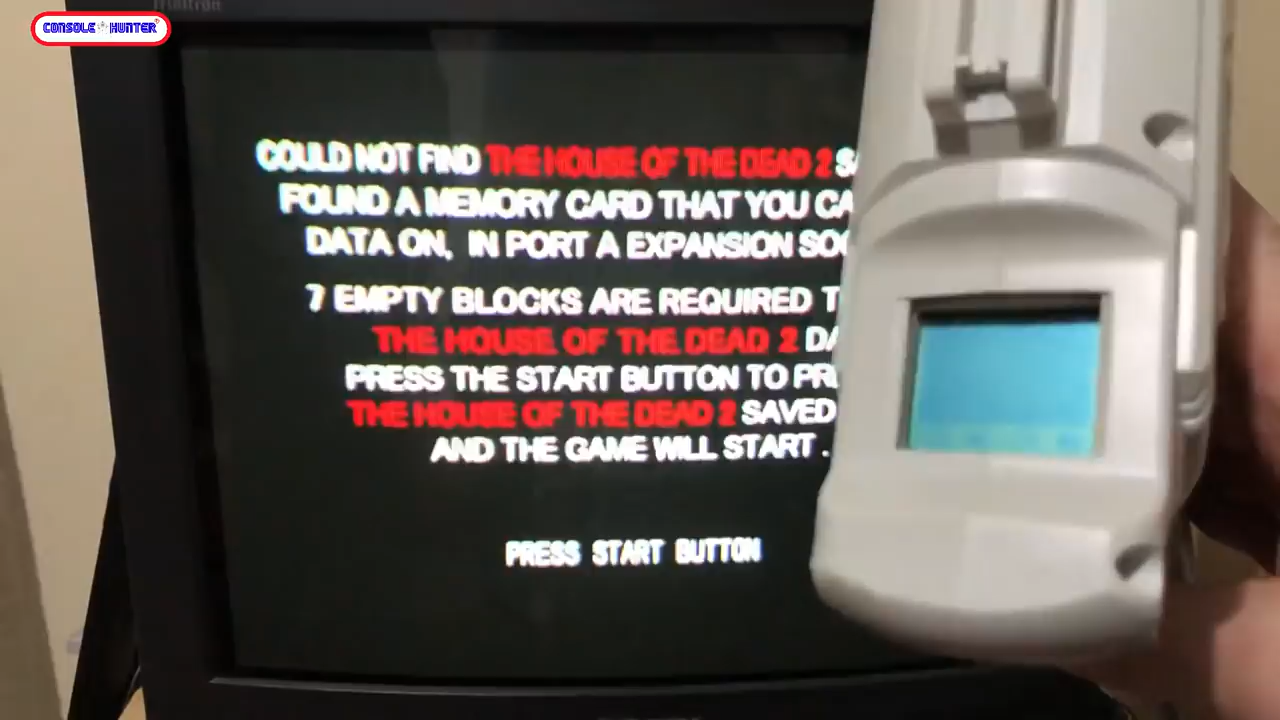 CONSOLE HUNTER
Trinitron
COULD NOT FIND THE HOUSE OF THE DEAD 2
FOUND A MEMORY CARD THAT YOU
DATA ON, IN PORT A EXPANSION
7 EMPTY BLOCKS ARE REQUIRED
THE HOUSE OF THE DEAD 2
PRESS THE START BUTTON TO
THE HOUSE OF THE DEAD 2 SAVED
AND THE GAME WILL START .
PRESS START BUTTON